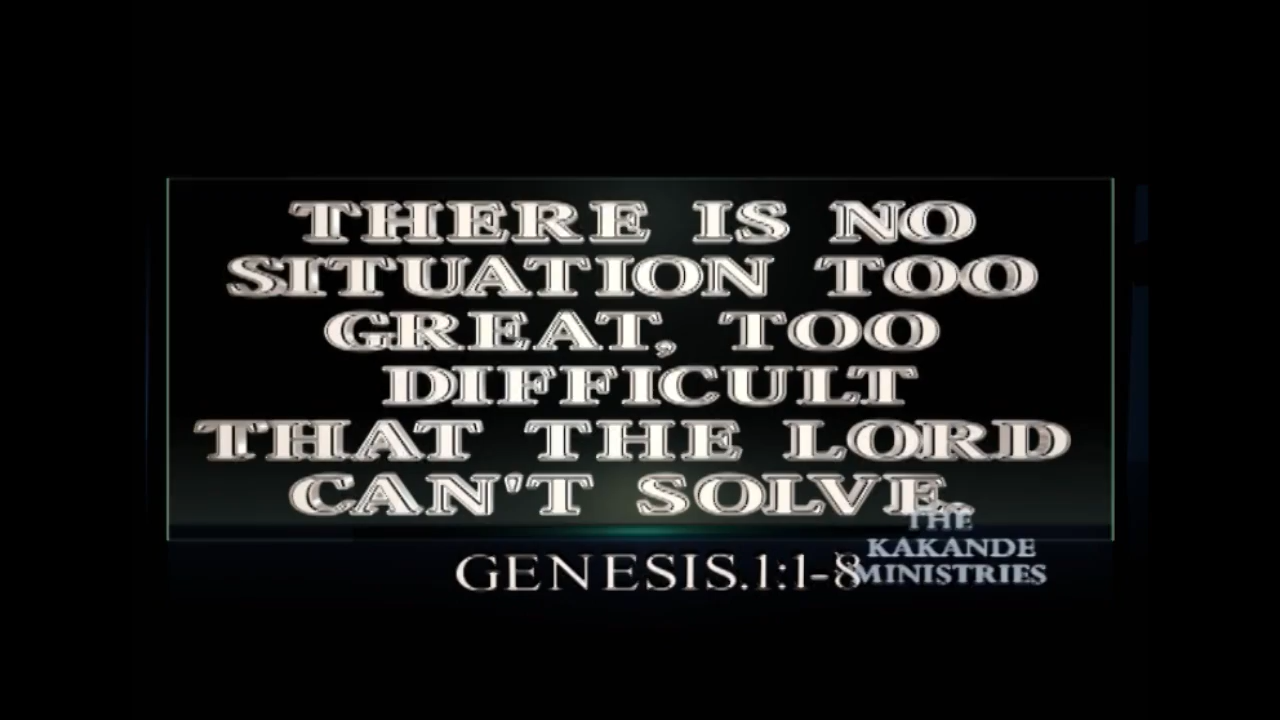 THERE IS NO
SITUATION TOO
GREAT, TOO
DIFFICULT
THAT THE LORD
CAN'T SOLVE.
GENESIS.1:1-8
THE
KAKANDE
MINISTRIES